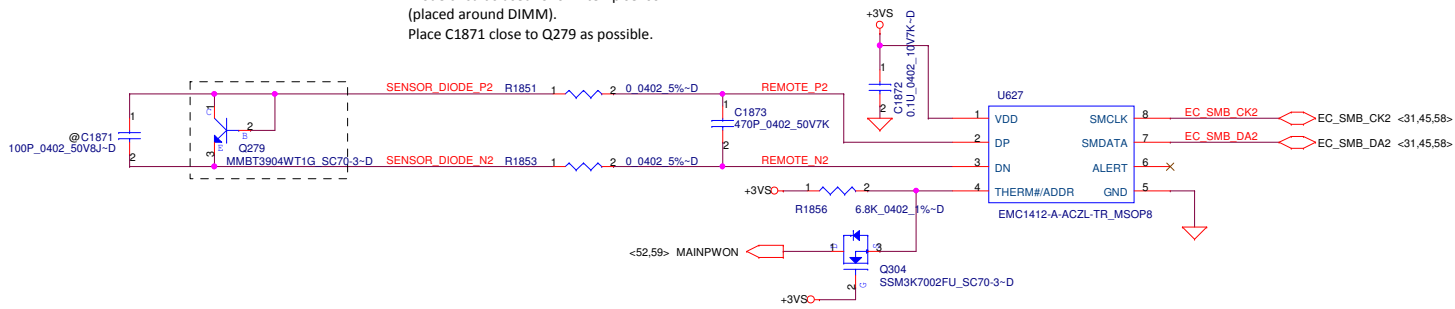 (placed around DIMM).
Place C1871 close to Q279 as possible.
+3VS
1
2
C1872
0.1U_0402_10V7K~D
SENSOR_DIODE_P2
R1851
1
2
0_0402_5%~D
REMOTE_P2
1
@C1871
100P_0402_50V8J~D
2
1
C
2
B
E
3
Q279
MMBT3904WT1G_SC70-3~D
1
C1873
470P_0402_50V7K
2
SENSOR_DIODE_N2
R1853
1
2
0_0402_5%~D
REMOTE_N2
U627
1
VDD
SMCLK
8
EC_SMB_CK2
EC_SMB_CK2 <31,45,58>
2
DP
SMDATA
7
EC_SMB_DA2
EC_SMB_DA2 <31,45,58>
3
DN
ALERT
6
4
THERM#/ADDR
GND
5
EMC1412-A-ACZL-TR_MSOP8
+3VS
1
2
R1856
6.8K_0402_1%~D
<52,59> MAINPWON
1
D
S
3
Q304
SSM3K7002FU_SC70-3~D
2
G
+3VS